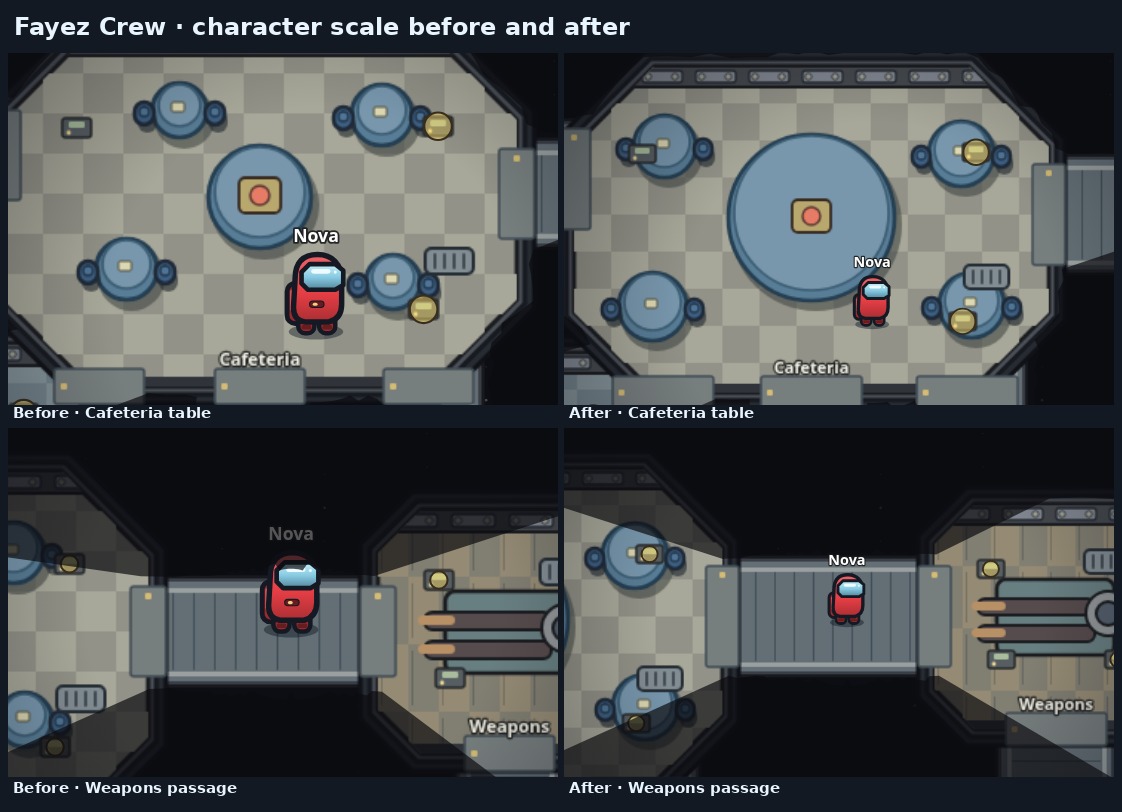 Fayez Crew · character scale before and after
Nova
Cafeteria
Nova
Cafeteria
Before · Cafeteria table
After · Cafeteria table
Nova
Weapons
Nova
Weapons
Before · Weapons passage
After · Weapons passage